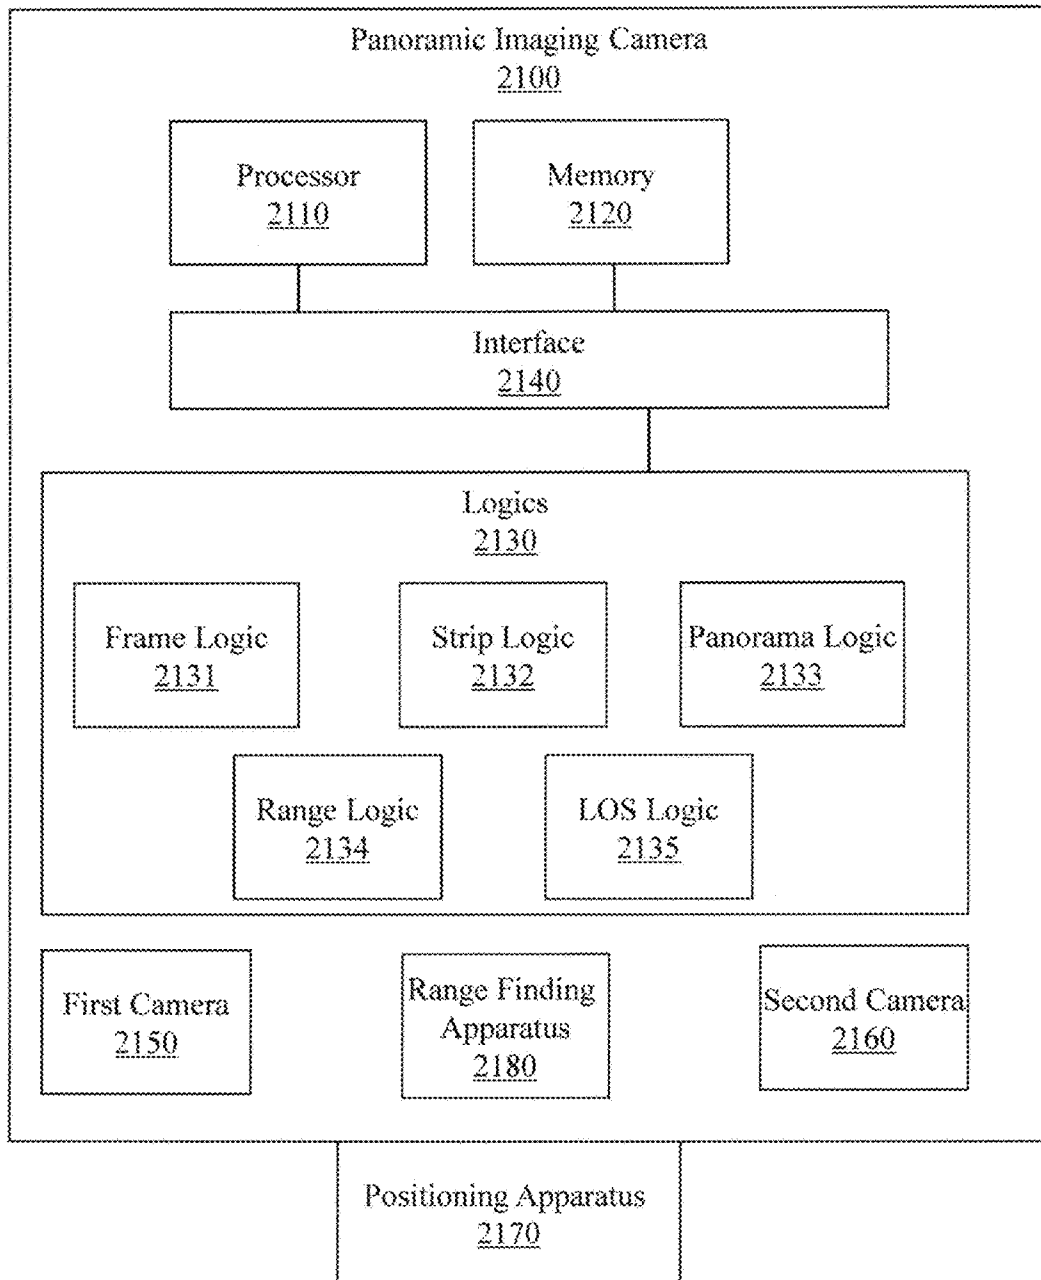 Panoramic Imaging Camera
2100
Processor
2110
Memory
2120
Interface
2140
Logics
2130
Frame Logic
2131
Strip Logic
2132
Panorama Logic
2133
Range Logic
2134
LOS Logic
2135
First Camera
2150
Range Finding
Apparatus
2180
Second Camera
2160
Positioning Apparatus
2170